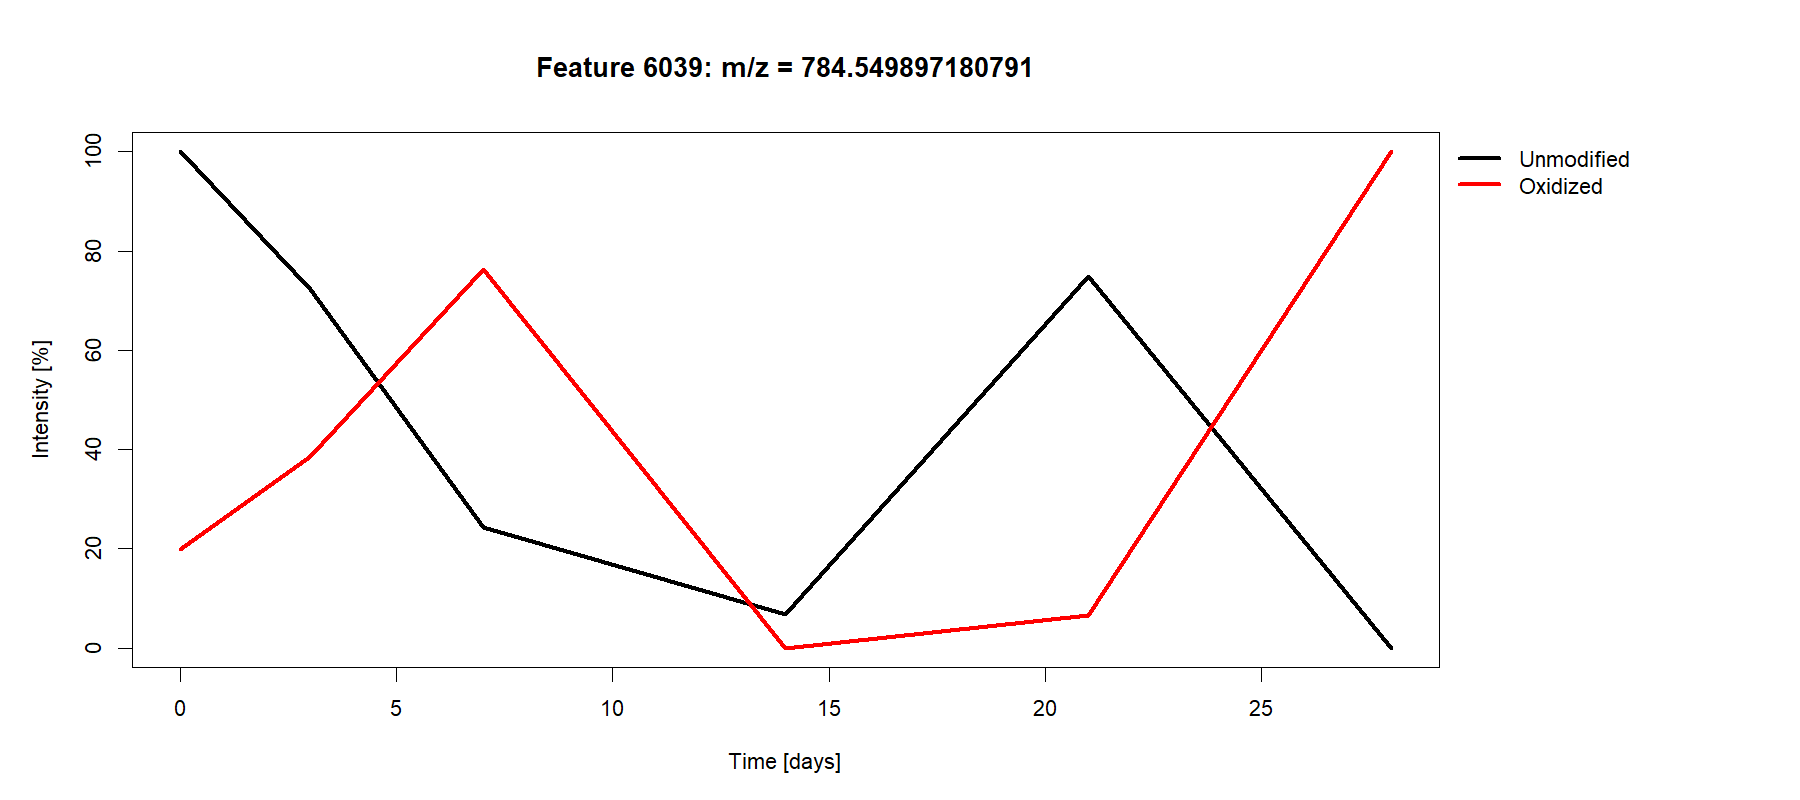 Feature 6039: m/z = 784.549897180791
Unmodified
Oxidized
100
80
60
40
20
0
Intensity [%]
0 5 10 15 20 25
Time [days]